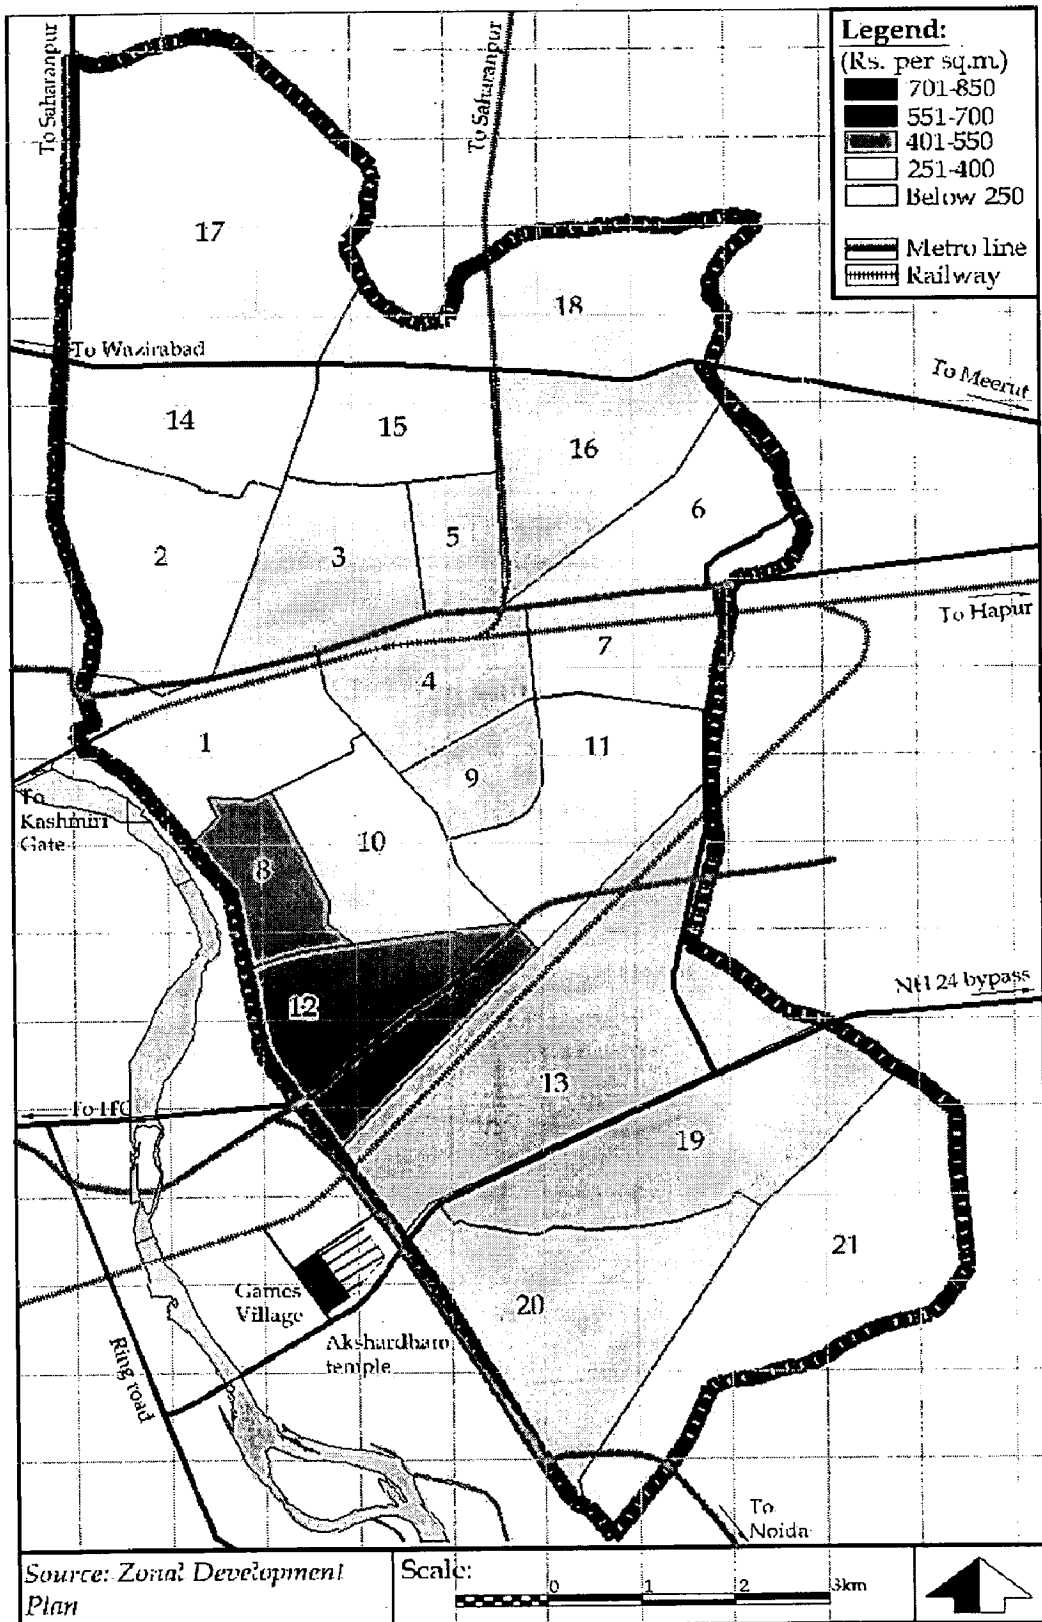 Legend:
(Rs. per sq.m.)
701-850
551-700
401-550
251-400
Below 250
Metro line
Railway
To Saharanpur
To Saharanpur
17
18
To Wazirabad
To Meerut
14
15
16
6
2
3
5
To Hapur
7
4
1
11
9
To
Kashmiri
Gate
10
8
NH 24 bypass
12
13
To ITO
19
21
Games
Village
20
Akshardham
temple
Ring road
To
Noida
Source: Zonal Development
Plan
Scale:
0 1 2 3km